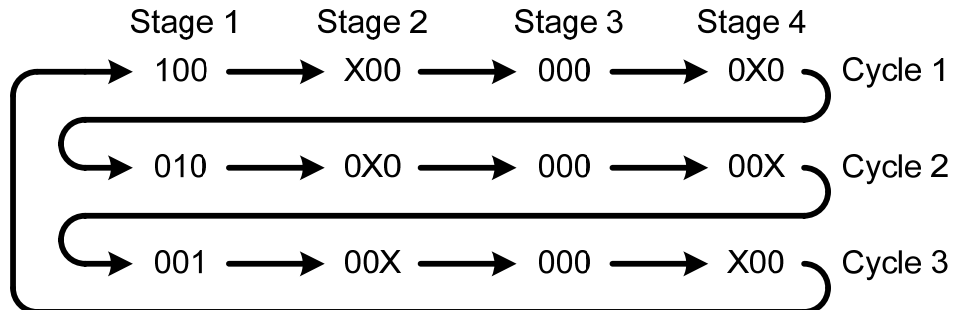 Stage 1 Stage 2 Stage 3 Stage 4
100 X00 000 0X0 Cycle 1
010 0X0 000 00X Cycle 2
001 00X 000 X00 Cycle 3